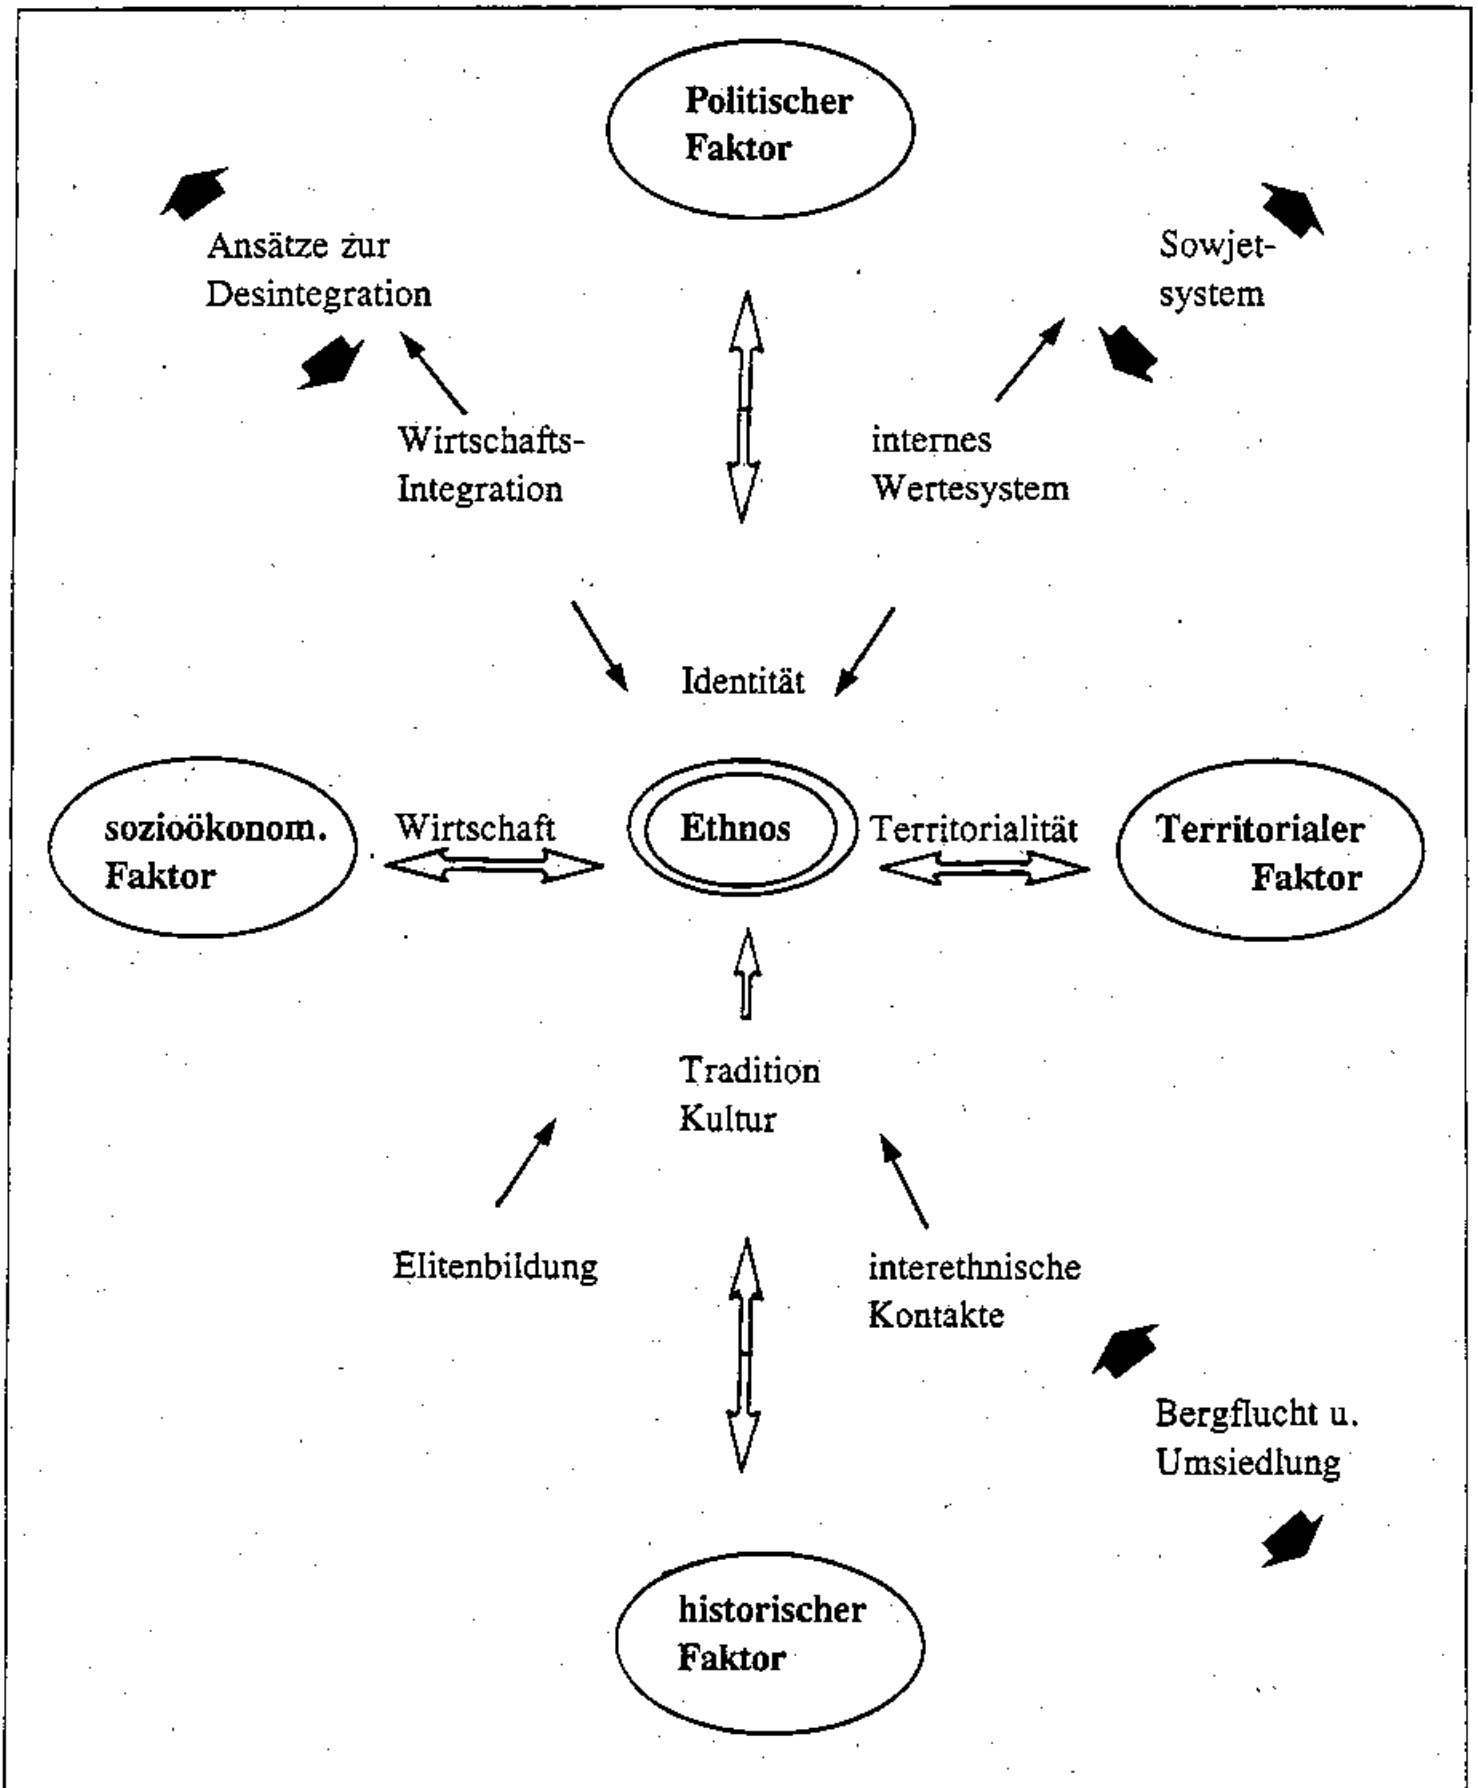 Politischer
Faktor
Ansätze zur
Desintegration
Sowjet-
system
Wirtschafts-
Integration
internes
Wertesystem
Identität
sozioökonom.
Faktor
Wirtschaft
Ethnos
Territorialität
Territorialer
Faktor
Tradition
Kultur
Elitenbildung
interethnische
Kontakte
Bergflucht u.
Umsiedlung
historischer
Faktor